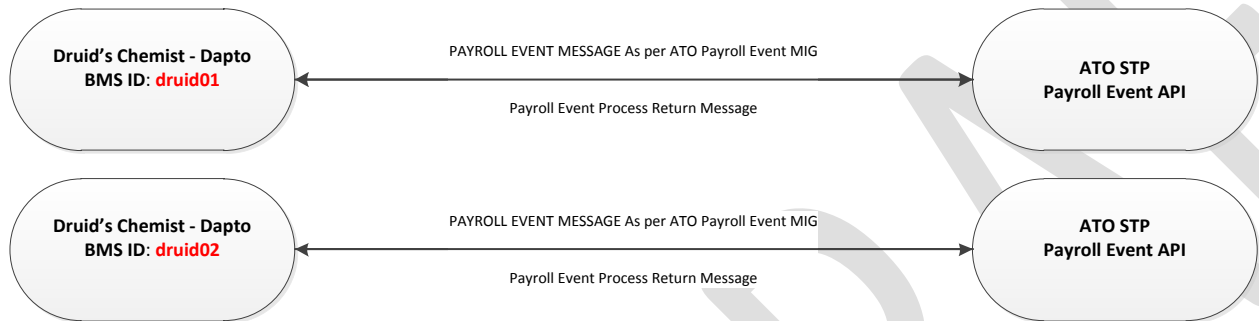 Druid’s Chemist - Dapto
BMS ID: druid01
PAYROLL EVENT MESSAGE As per ATO Payroll Event MIG
Payroll Event Process Return Message
ATO STP
Payroll Event API
Druid’s Chemist - Dapto
BMS ID: druid02
PAYROLL EVENT MESSAGE As per ATO Payroll Event MIG
Payroll Event Process Return Message
ATO STP
Payroll Event API